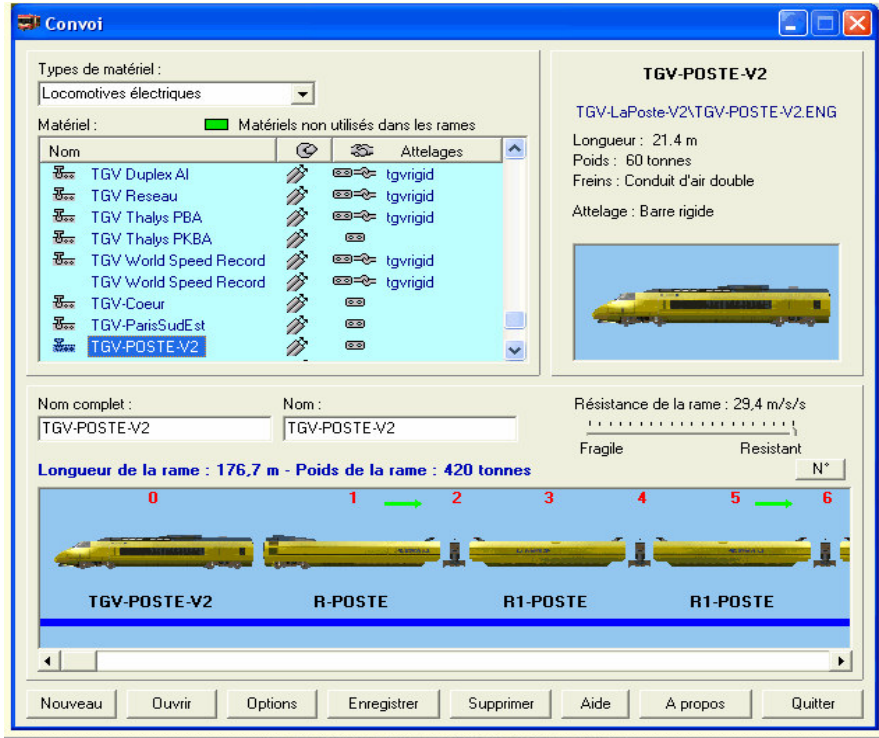 Convoi
Types de matériel :
Locomotives électriques
Matériel :
Matériels non utilisés dans les rames
Nom Attelages
TGV Duplex AI tgvrigid
TGV Reseau tgvrigid
TGV Thalys PBA tgvrigid
TGV Thalys PKBA
TGV World Speed Record tgvrigid
TGV World Speed Record tgvrigid
TGV-Coeur
TGV-ParisSudEst
TGV-POSTE-V2
TGV-POSTE-V2
TGV-LaPoste-V2\TGV-POSTE-V2.ENG
Longueur : 21.4 m
Poids : 60 tonnes
Freins : Conduit d'air double
Attelage : Barre rigide
Nom complet :
TGV-POSTE-V2
Nom :
TGV-POSTE-V2
Résistance de la rame : 29,4 m/s/s
Fragile Resistant
N°
Longueur de la rame : 176,7 m - Poids de la rame : 420 tonnes
0 1 2 3 4 5 6
TGV-POSTE-V2 R-POSTE R1-POSTE R1-POSTE
Nouveau Ouvrir Options Enregistrer Supprimer Aide A propos Quitter